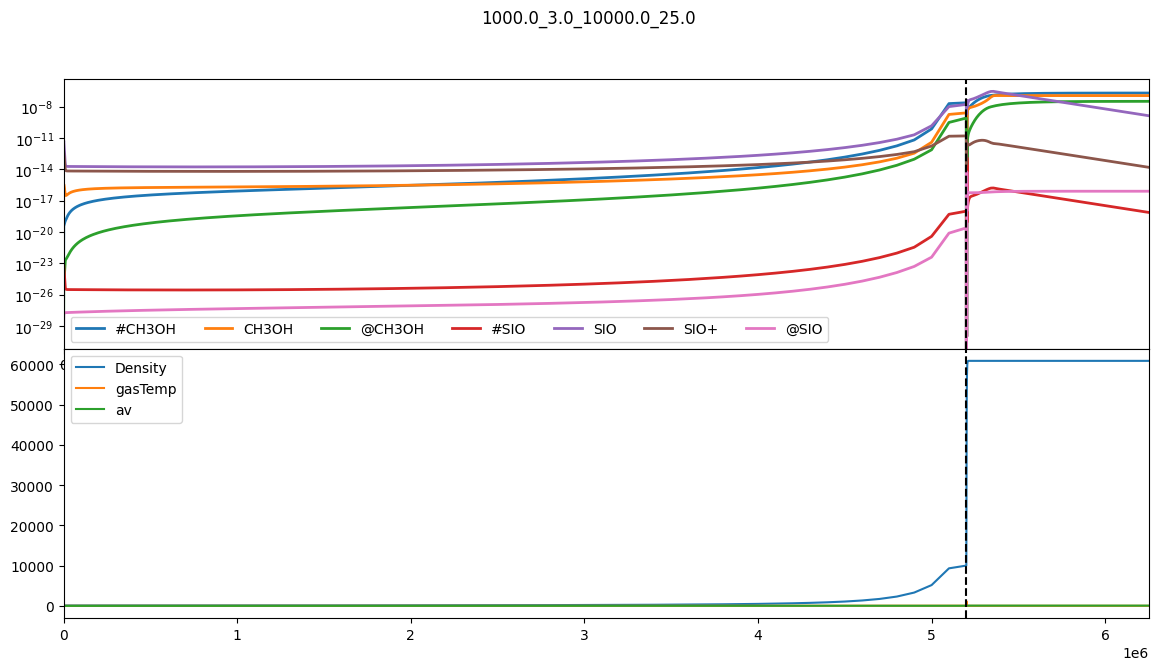 1000.0_3.0_10000.0_25.0
10⁻⁸
10⁻¹¹
10⁻¹⁴
10⁻¹⁷
10⁻²⁰
10⁻²³
10⁻²⁶
10⁻²⁹
#CH3OH CH3OH @CH3OH #SIO SIO SIO+ @SIO
60000
50000
40000
30000
20000
10000
0
Density
gasTemp
av
0 1 2 3 4 5 6
1e6